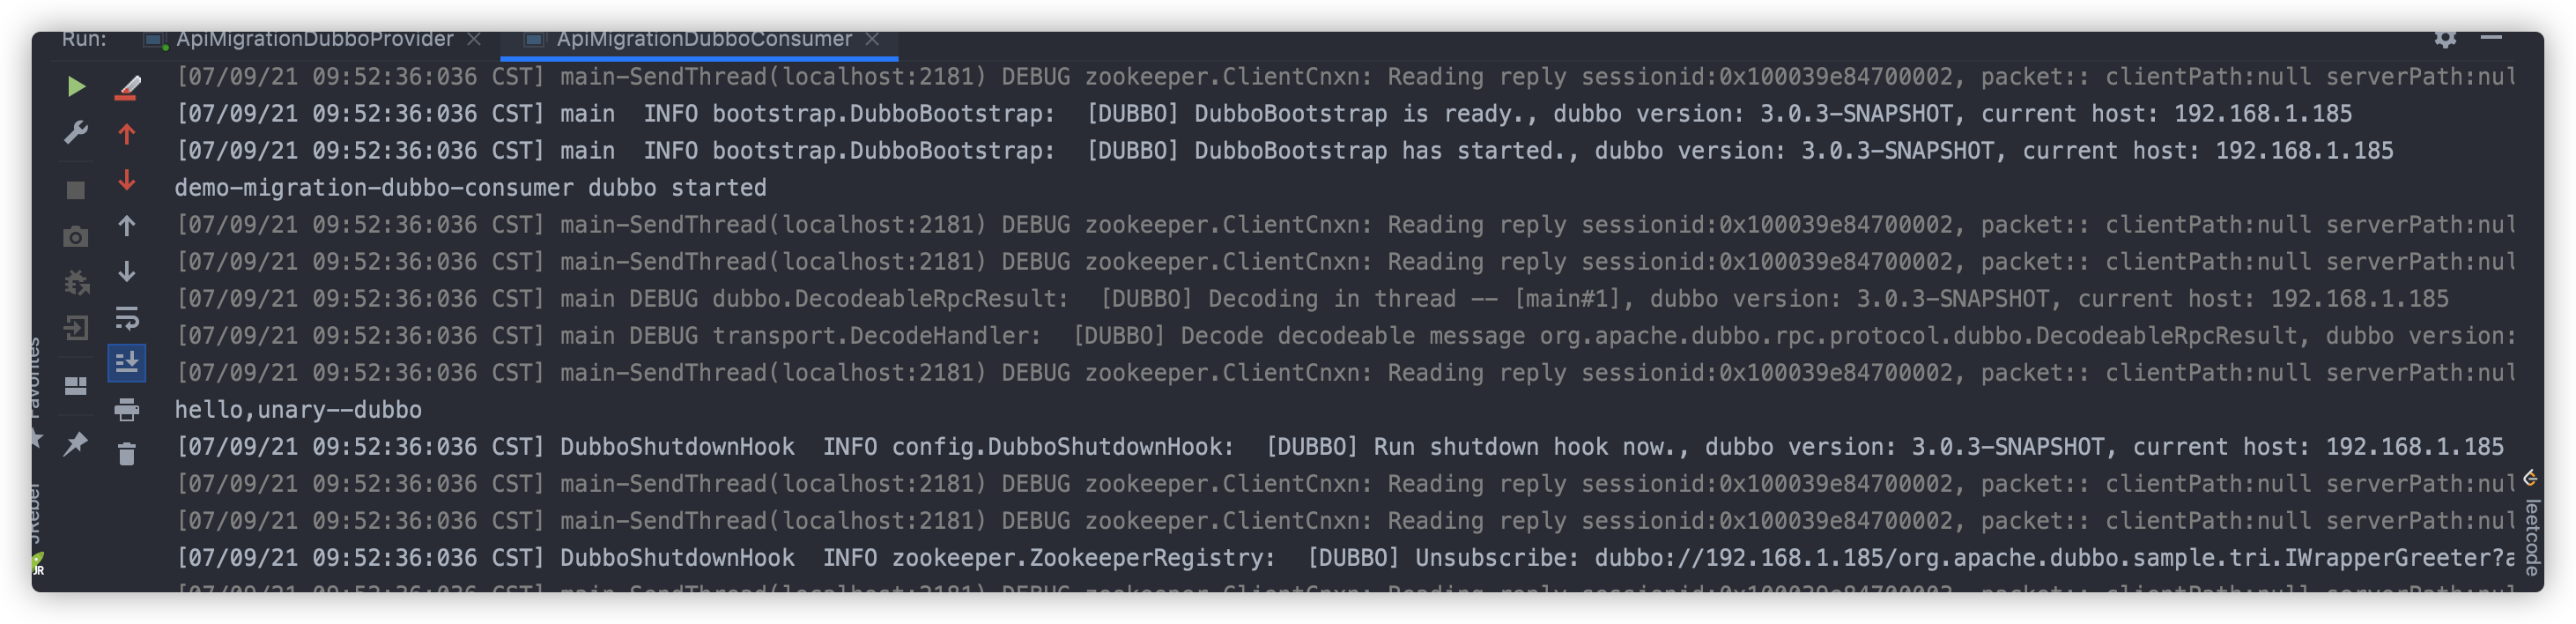 Run: ApiMigrationDubboProvider ApiMigrationDubboConsumer
[07/09/21 09:52:36:036 CST] main-SendThread(localhost:2181) DEBUG zookeeper.ClientCnxn: Reading reply sessionid:0x100039e84700002, packet:: clientPath:null serverPath:nul
[07/09/21 09:52:36:036 CST] main  INFO bootstrap.DubboBootstrap:  [DUBBO] DubboBootstrap is ready., dubbo version: 3.0.3-SNAPSHOT, current host: 192.168.1.185
[07/09/21 09:52:36:036 CST] main  INFO bootstrap.DubboBootstrap:  [DUBBO] DubboBootstrap has started., dubbo version: 3.0.3-SNAPSHOT, current host: 192.168.1.185
demo-migration-dubbo-consumer dubbo started
[07/09/21 09:52:36:036 CST] main-SendThread(localhost:2181) DEBUG zookeeper.ClientCnxn: Reading reply sessionid:0x100039e84700002, packet:: clientPath:null serverPath:nul
[07/09/21 09:52:36:036 CST] main-SendThread(localhost:2181) DEBUG zookeeper.ClientCnxn: Reading reply sessionid:0x100039e84700002, packet:: clientPath:null serverPath:nul
[07/09/21 09:52:36:036 CST] main DEBUG dubbo.DecodeableRpcResult:  [DUBBO] Decoding in thread -- [main#1], dubbo version: 3.0.3-SNAPSHOT, current host: 192.168.1.185
[07/09/21 09:52:36:036 CST] main DEBUG transport.DecodeHandler:  [DUBBO] Decode decodeable message org.apache.dubbo.rpc.protocol.dubbo.DecodeableRpcResult, dubbo version:
[07/09/21 09:52:36:036 CST] main-SendThread(localhost:2181) DEBUG zookeeper.ClientCnxn: Reading reply sessionid:0x100039e84700002, packet:: clientPath:null serverPath:nul
hello,unary--dubbo
[07/09/21 09:52:36:036 CST] DubboShutdownHook  INFO config.DubboShutdownHook:  [DUBBO] Run shutdown hook now., dubbo version: 3.0.3-SNAPSHOT, current host: 192.168.1.185
[07/09/21 09:52:36:036 CST] main-SendThread(localhost:2181) DEBUG zookeeper.ClientCnxn: Reading reply sessionid:0x100039e84700002, packet:: clientPath:null serverPath:nul
[07/09/21 09:52:36:036 CST] main-SendThread(localhost:2181) DEBUG zookeeper.ClientCnxn: Reading reply sessionid:0x100039e84700002, packet:: clientPath:null serverPath:nul
[07/09/21 09:52:36:036 CST] DubboShutdownHook  INFO zookeeper.ZookeeperRegistry:  [DUBBO] Unsubscribe: dubbo://192.168.1.185/org.apache.dubbo.sample.tri.IWrapperGreeter?a
Favorites
JRebel
JR
leetcode